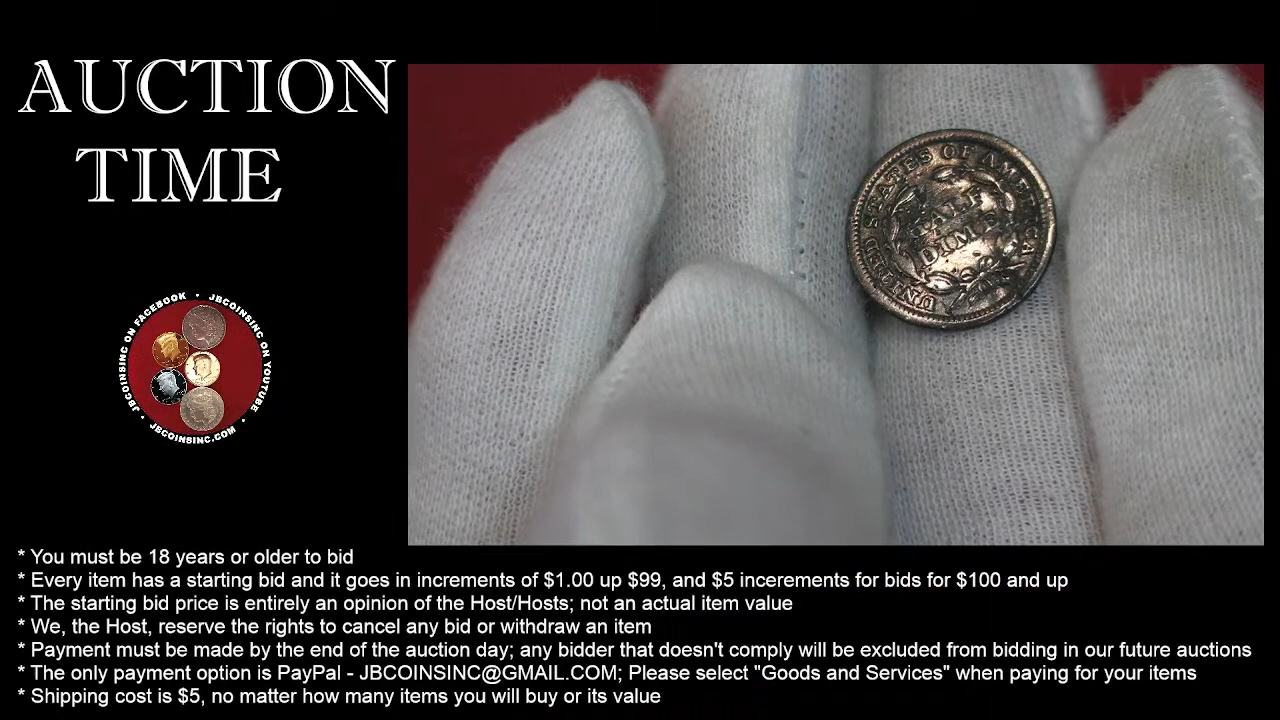 AUCTION
TIME
JBCOINSINC ON FACEBOOK • JBCOINSINC ON YOUTUBE • JBCOINSINC.COM •
UNITED STATES OF AMERICA
HALF
DIME
* You must be 18 years or older to bid
* Every item has a starting bid and it goes in increments of $1.00 up $99, and $5 incerements for bids for $100 and up
* The starting bid price is entirely an opinion of the Host/Hosts; not an actual item value
* We, the Host, reserve the rights to cancel any bid or withdraw an item
* Payment must be made by the end of the auction day; any bidder that doesn't comply will be excluded from bidding in our future auctions
* The only payment option is PayPal - JBCOINSINC@GMAIL.COM; Please select "Goods and Services" when paying for your items
* Shipping cost is $5, no matter how many items you will buy or its value